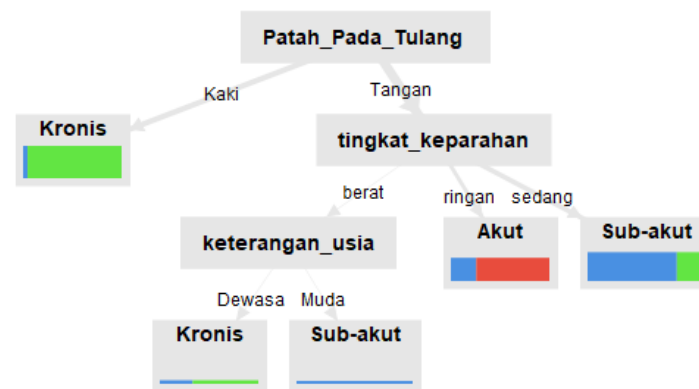 Patah_Pada_Tulang
Kaki
Tangan
Kronis
tingkat_keparahan
berat
ringan
sedang
keterangan_usia
Akut
Sub-akut
Dewasa
Muda
Kronis
Sub-akut